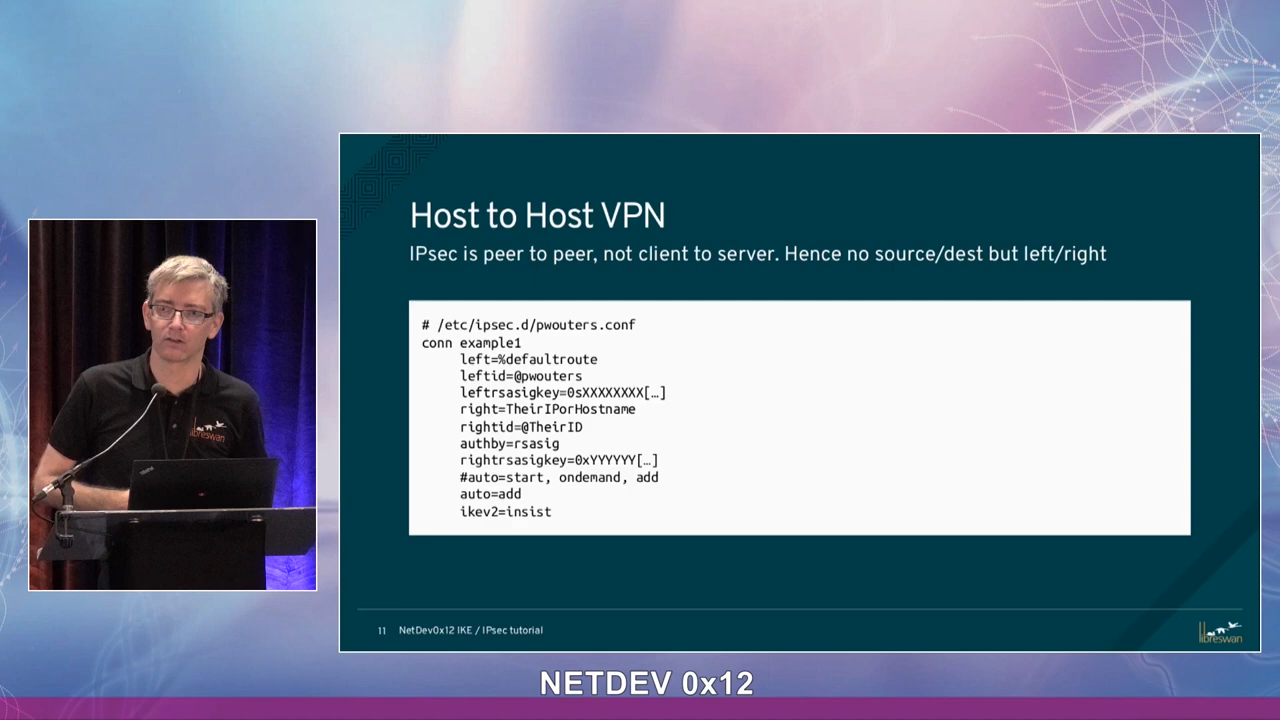 Host to Host VPN
IPsec is peer to peer, not client to server. Hence no source/dest but left/right
# /etc/ipsec.d/pwouters.conf
conn example1
left=%defaultroute
leftid=@pwouters
leftrsasigkey=0sXXXXXXXX[…]
right=TheirIPorHostname
rightid=@TheirID
authby=rsasig
rightrsasigkey=0xYYYYYY[…]
#auto=start, ondemand, add
auto=add
ikev2=insist
11 NetDev0x12 IKE / IPsec tutorial
libreswan
libreswan
NETDEV 0x12